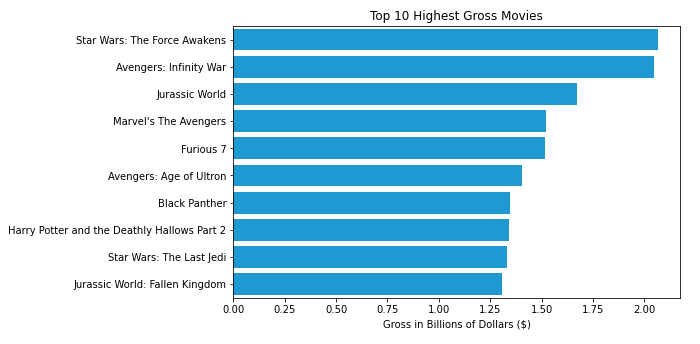 Top 10 Highest Gross Movies
Star Wars: The Force Awakens
Avengers: Infinity War
Jurassic World
Marvel's The Avengers
Furious 7
Avengers: Age of Ultron
Black Panther
Harry Potter and the Deathly Hallows Part 2
Star Wars: The Last Jedi
Jurassic World: Fallen Kingdom
0.00 0.25 0.50 0.75 1.00 1.25 1.50 1.75 2.00
Gross in Billions of Dollars ($)